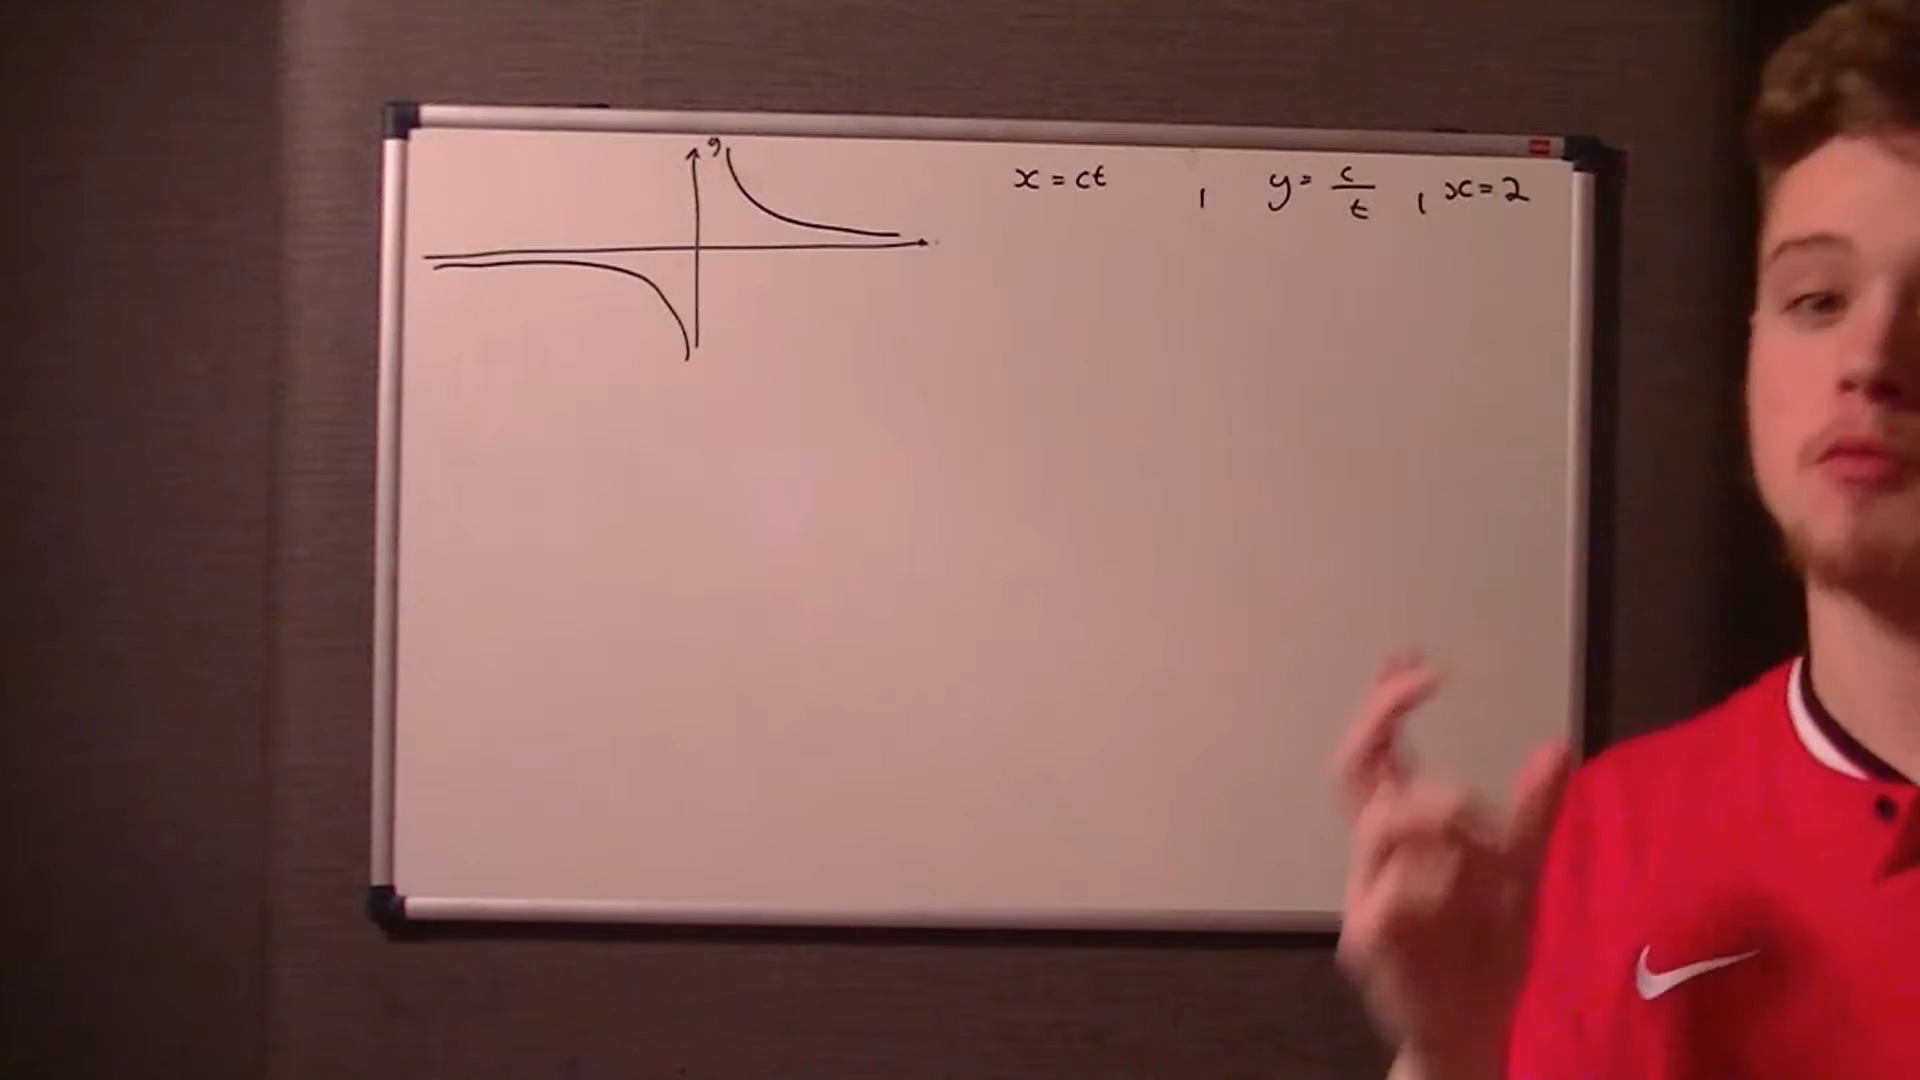 y
x = ct , y = c/t , x = 2